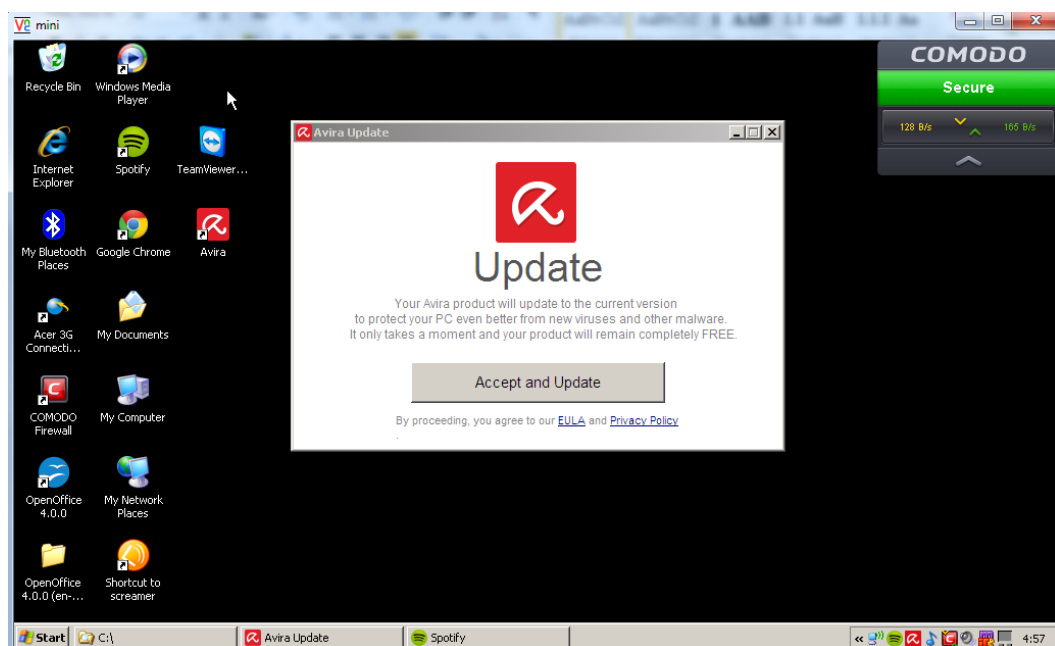 mini
Recycle Bin
Windows Media
Player
Internet
Explorer
Spotify
TeamViewer...
My Bluetooth
Places
Google Chrome
Avira
Acer 3G
Connecti...
My Documents
COMODO
Firewall
My Computer
OpenOffice
4.0.0
My Network
Places
OpenOffice
4.0.0 (en-...
Shortcut to
screamer
Avira Update
Update
Your Avira product will update to the current version
to protect your PC even better from new viruses and other malware.
It only takes a moment and your product will remain completely FREE.
Accept and Update
By proceeding, you agree to our EULA and Privacy Policy
.
COMODO
Secure
128 B/s
165 B/s
Start
C:\
Avira Update
Spotify
4:57